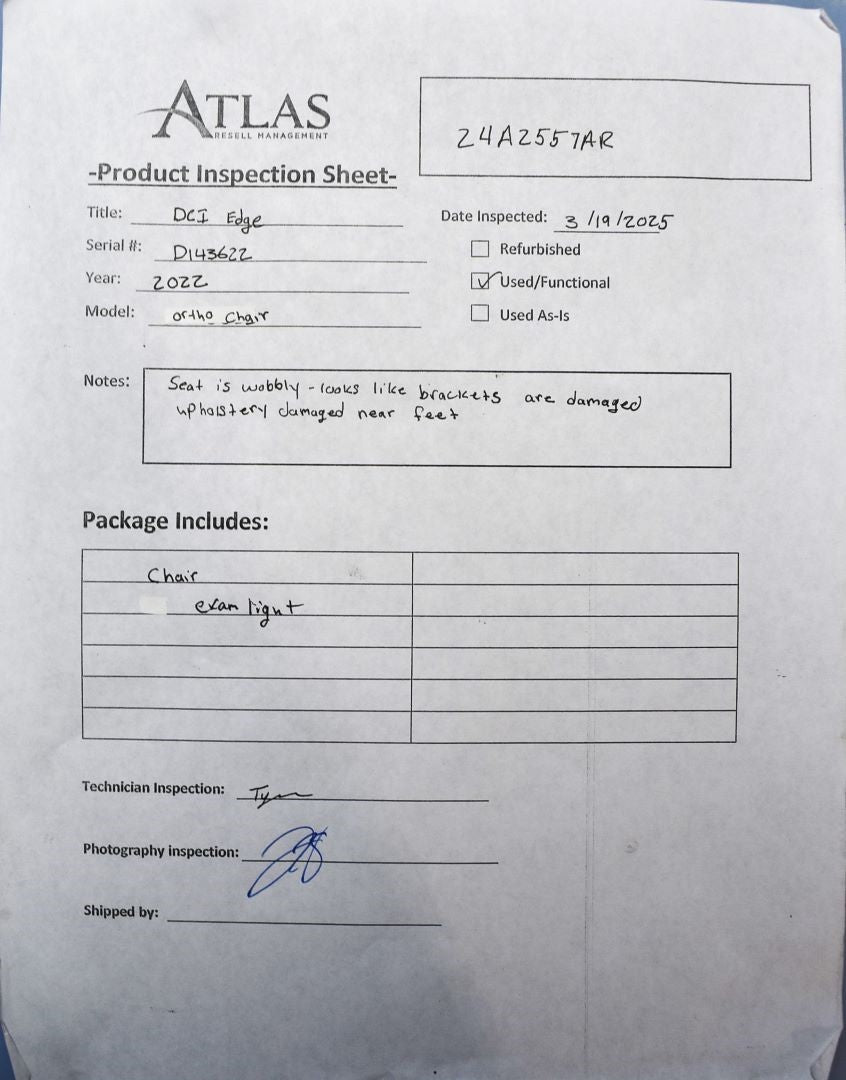 ATLAS
RESELL MANAGEMENT
24A2557AR
-Product Inspection Sheet-
Title: DCI Edge
Date Inspected: 3/19/2025
Serial #: D143622
Refurbished
Year: 2022
Used/Functional
Model: ortho chair
Used As-Is
Notes: Seat is wobbly - looks like brackets are damaged
upholstery damaged near feet
Package Includes:
Chair
exam light
Technician Inspection:
Photography inspection:
Shipped by: